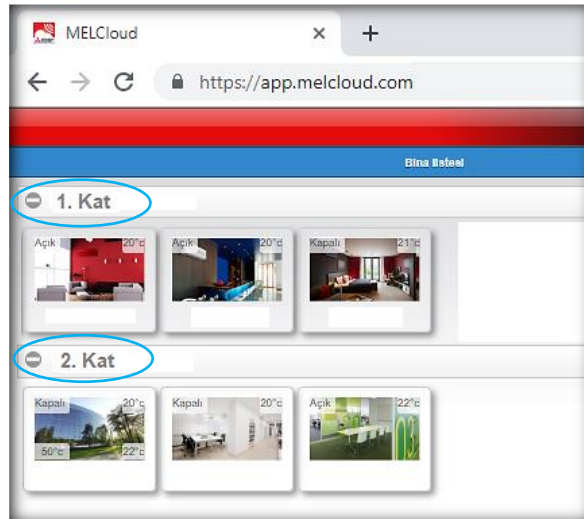 MELCloud
https://app.melcloud.com
Bina listesi
1. Kat
Açık 20°c Açık 20°c Kapalı 21°c
2. Kat
Kapalı 20°c Kapalı 20°c Açık 22°c
50°c 22°c